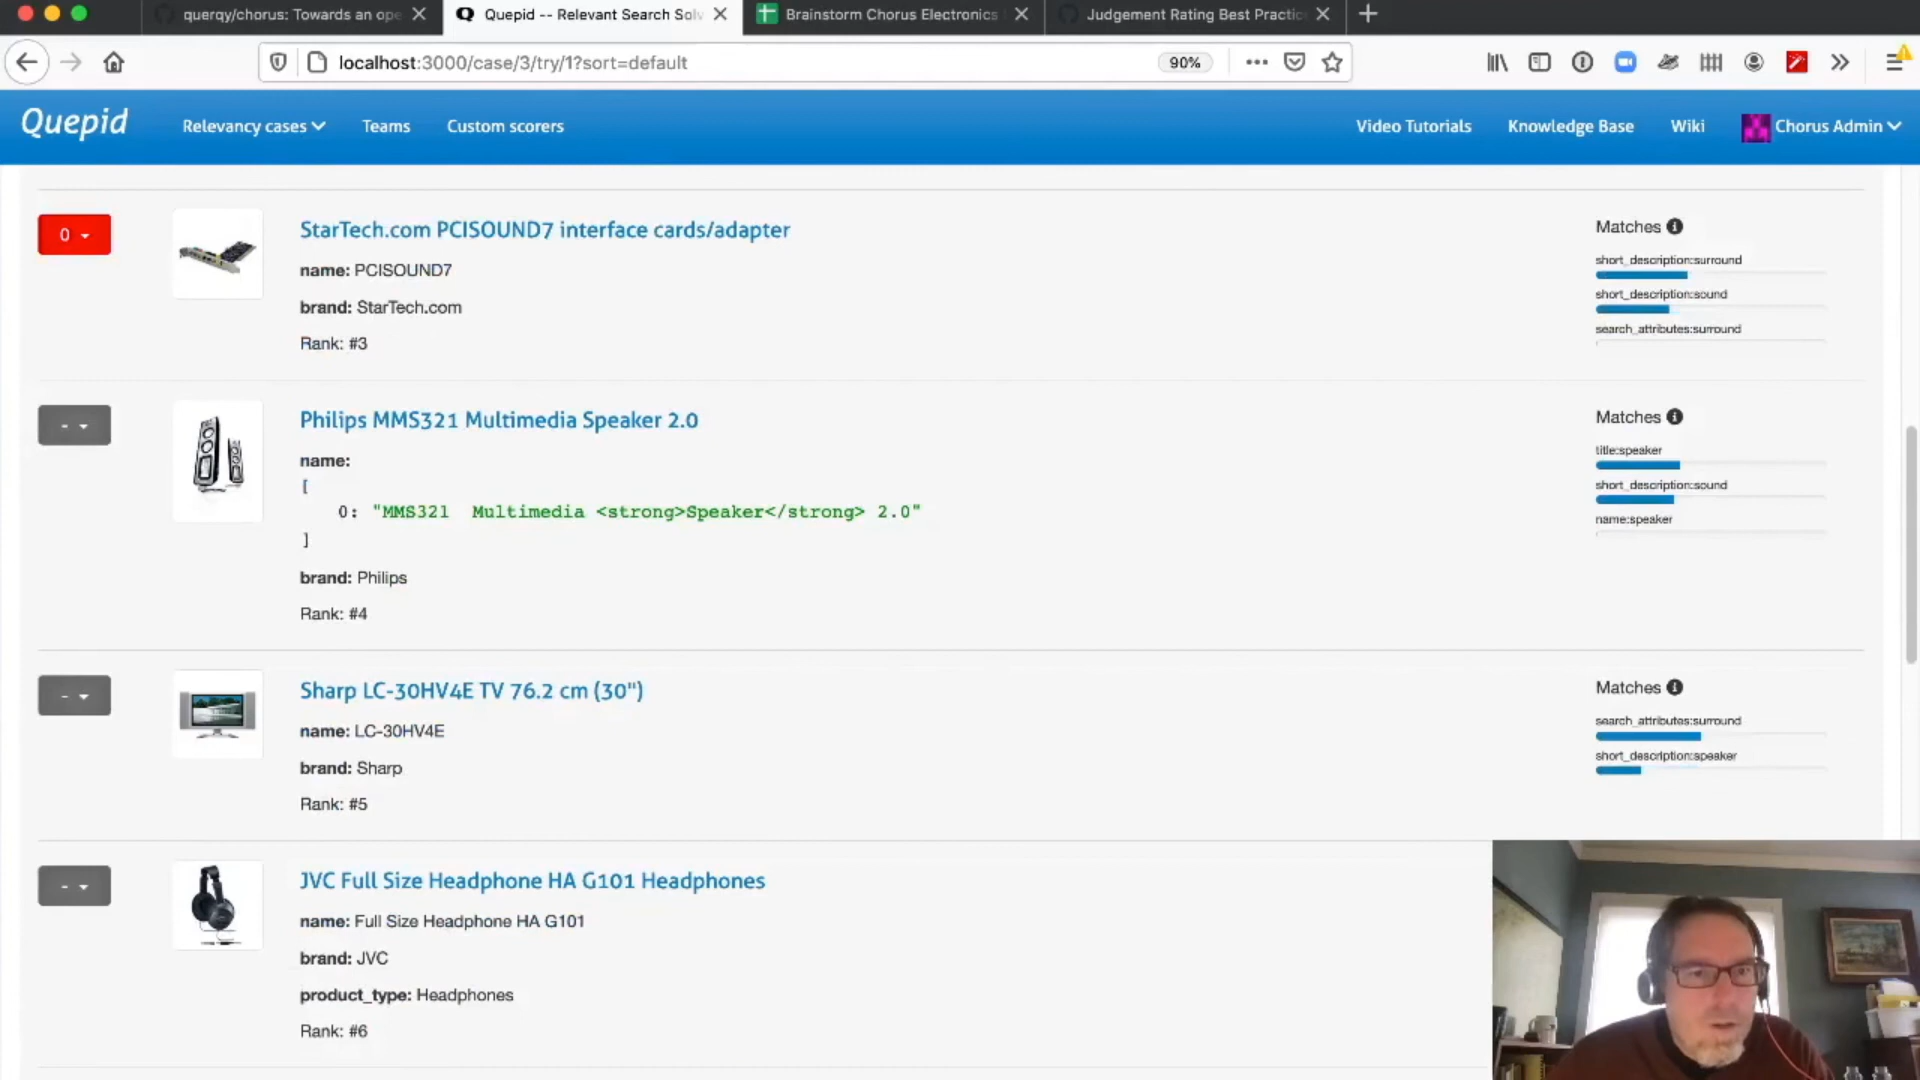 querqy/chorus: Towards an ope
Quepid -- Relevant Search Solv
Brainstorm Chorus Electronics
Judgement Rating Best Practic
localhost:3000/case/3/try/1?sort=default
90%
Quepid
Relevancy cases
Teams
Custom scorers
Video Tutorials
Knowledge Base
Wiki
Chorus Admin
0
StarTech.com PCISOUND7 interface cards/adapter
name: PCISOUND7
brand: StarTech.com
Rank: #3
Matches
short_description:surround
short_description:sound
search_attributes:surround
-
Philips MMS321 Multimedia Speaker 2.0
name:
[
0: "MMS321 Multimedia <strong>Speaker</strong> 2.0"
]
brand: Philips
Rank: #4
Matches
title:speaker
short_description:sound
name:speaker
-
Sharp LC-30HV4E TV 76.2 cm (30")
name: LC-30HV4E
brand: Sharp
Rank: #5
Matches
search_attributes:surround
short_description:speaker
-
JVC Full Size Headphone HA G101 Headphones
name: Full Size Headphone HA G101
brand: JVC
product_type: Headphones
Rank: #6